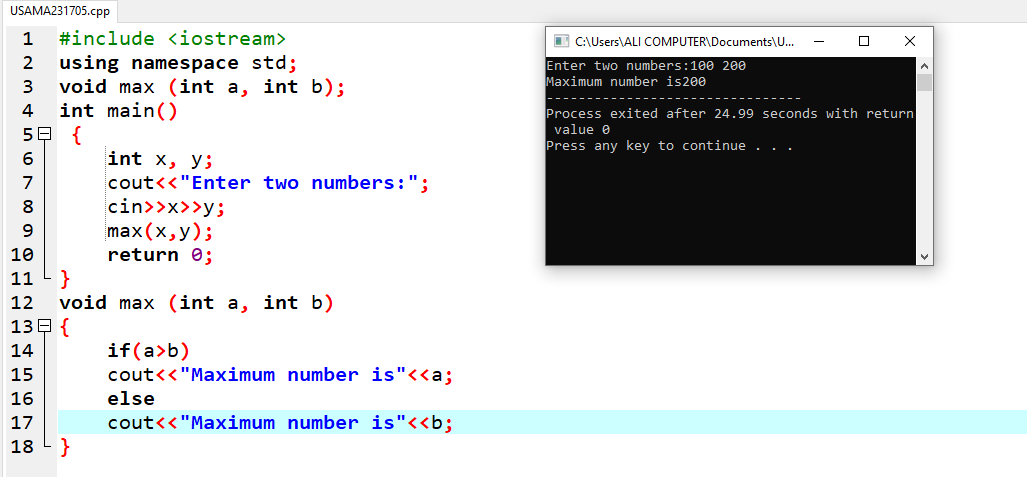 USAMA231705.cpp
1 #include <iostream>
2 using namespace std;
3 void max (int a, int b);
4 int main()
5 {
6 int x, y;
7 cout<<"Enter two numbers:";
8 cin>>x>>y;
9 max(x,y);
10 return 0;
11 }
12 void max (int a, int b)
13 {
14 if(a>b)
15 cout<<"Maximum number is"<<a;
16 else
17 cout<<"Maximum number is"<<b;
18 }
C:\Users\ALI COMPUTER\Documents\U...
Enter two numbers:100 200
Maximum number is200
--------------------------------
Process exited after 24.99 seconds with return
value 0
Press any key to continue . . .